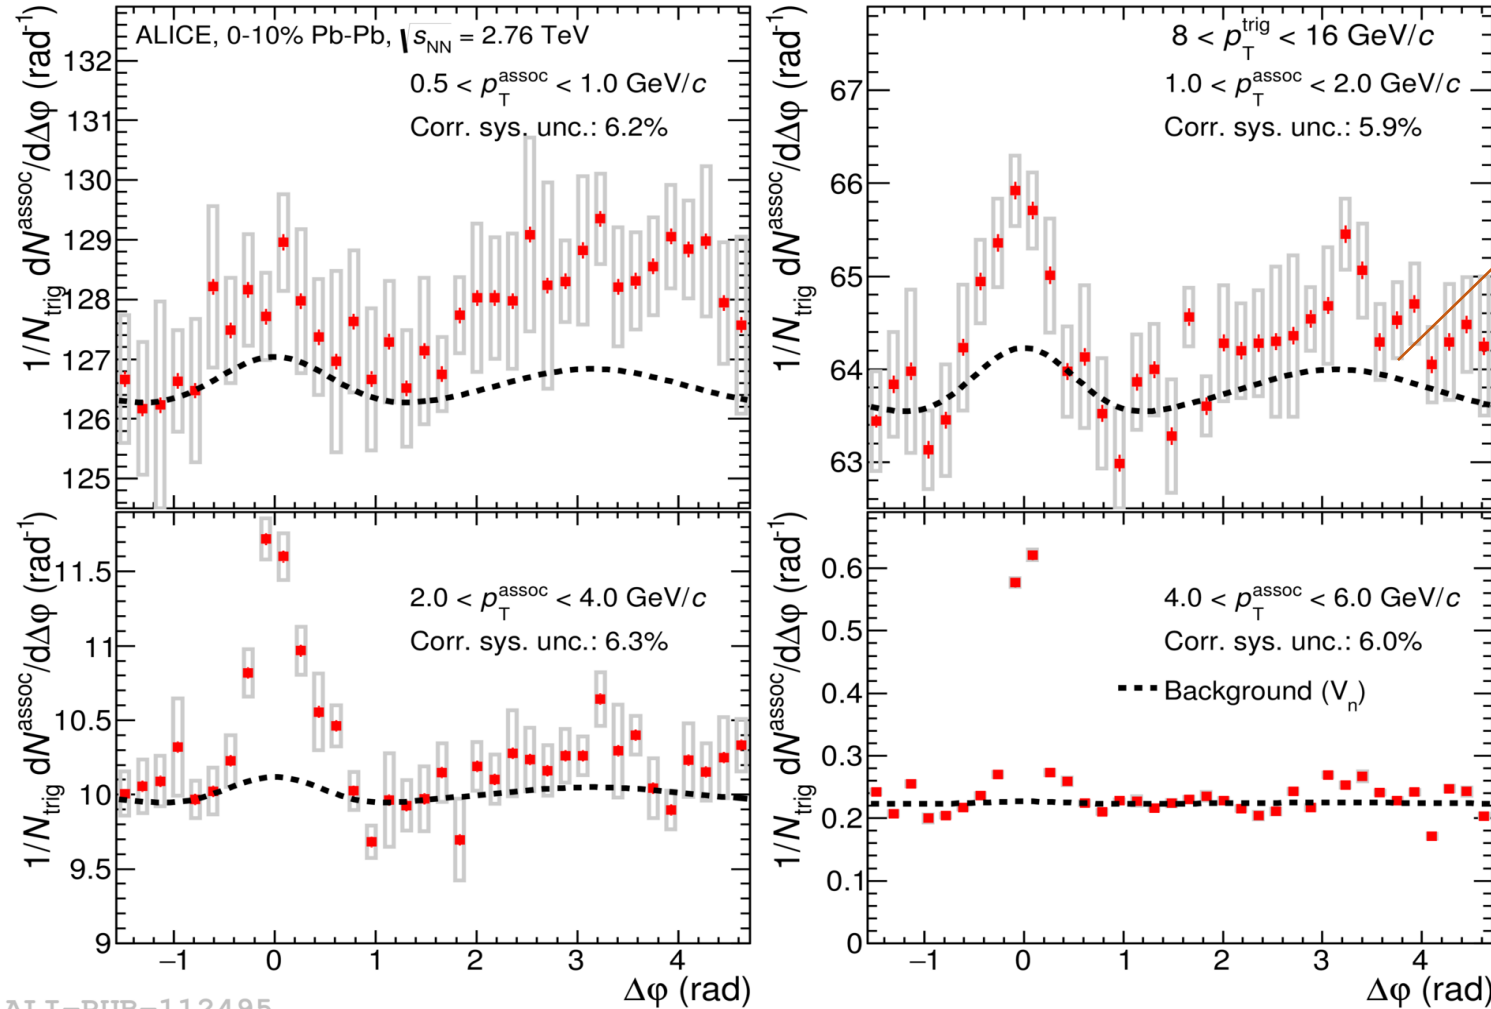 ALICE, 0-10% Pb-Pb, √sNN = 2.76 TeV
0.5 < pTassoc < 1.0 GeV/c
Corr. sys. unc.: 6.2%
1/Ntrig dNassoc/dΔφ (rad-1)
132
131
130
129
128
127
126
125
8 < pTtrig < 16 GeV/c
1.0 < pTassoc < 2.0 GeV/c
Corr. sys. unc.: 5.9%
1/Ntrig dNassoc/dΔφ (rad-1)
67
66
65
64
63
2.0 < pTassoc < 4.0 GeV/c
Corr. sys. unc.: 6.3%
1/Ntrig dNassoc/dΔφ (rad-1)
11.5
11
10.5
10
9.5
9
−1 0 1 2 3 4
Δφ (rad)
4.0 < pTassoc < 6.0 GeV/c
Corr. sys. unc.: 6.0%
Background (Vn)
1/Ntrig dNassoc/dΔφ (rad-1)
0.6
0.5
0.4
0.3
0.2
0.1
0
−1 0 1 2 3 4
Δφ (rad)
ALI-PUB-112495